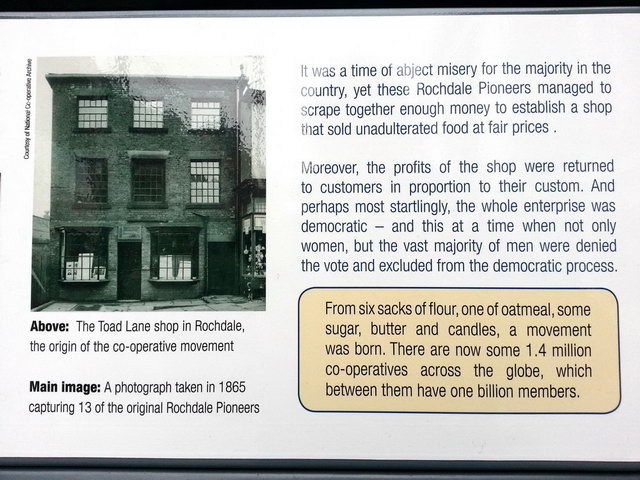 Courtesy of National Co-operative Archive
Above: The Toad Lane shop in Rochdale,
the origin of the co-operative movement
Main image: A photograph taken in 1865
capturing 13 of the original Rochdale Pioneers
It was a time of abject misery for the majority in the
country, yet these Rochdale Pioneers managed to
scrape together enough money to establish a shop
that sold unadulterated food at fair prices .
Moreover, the profits of the shop were returned
to customers in proportion to their custom. And
perhaps most startlingly, the whole enterprise was
democratic – and this at a time when not only
women, but the vast majority of men were denied
the vote and excluded from the democratic process.
From six sacks of flour, one of oatmeal, some
sugar, butter and candles, a movement
was born. There are now some 1.4 million
co-operatives across the globe, which
between them have one billion members.